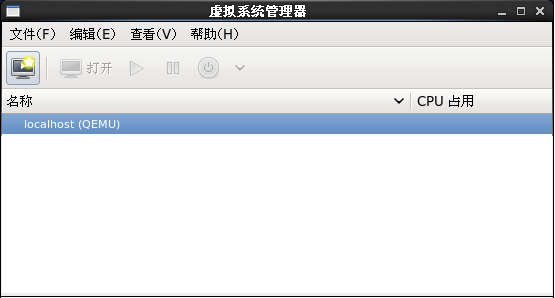 虚拟系统管理器
文件(F) 编辑(E) 查看(V) 帮助(H)
打开
名称 CPU 占用
localhost (QEMU)